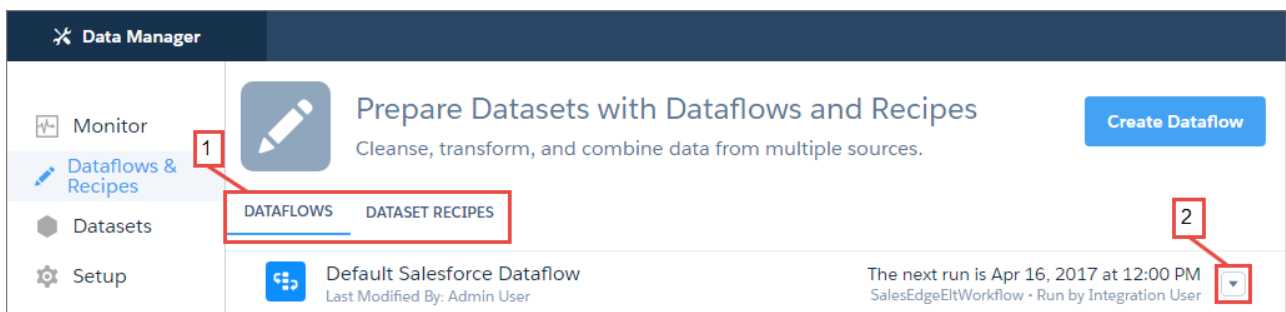 Data Manager
Monitor
Dataflows &
Recipes
Datasets
Setup
1
Prepare Datasets with Dataflows and Recipes
Cleanse, transform, and combine data from multiple sources.
Create Dataflow
DATAFLOWS DATASET RECIPES
2
Default Salesforce Dataflow
Last Modified By: Admin User
The next run is Apr 16, 2017 at 12:00 PM
SalesEdgeEltWorkflow • Run by Integration User